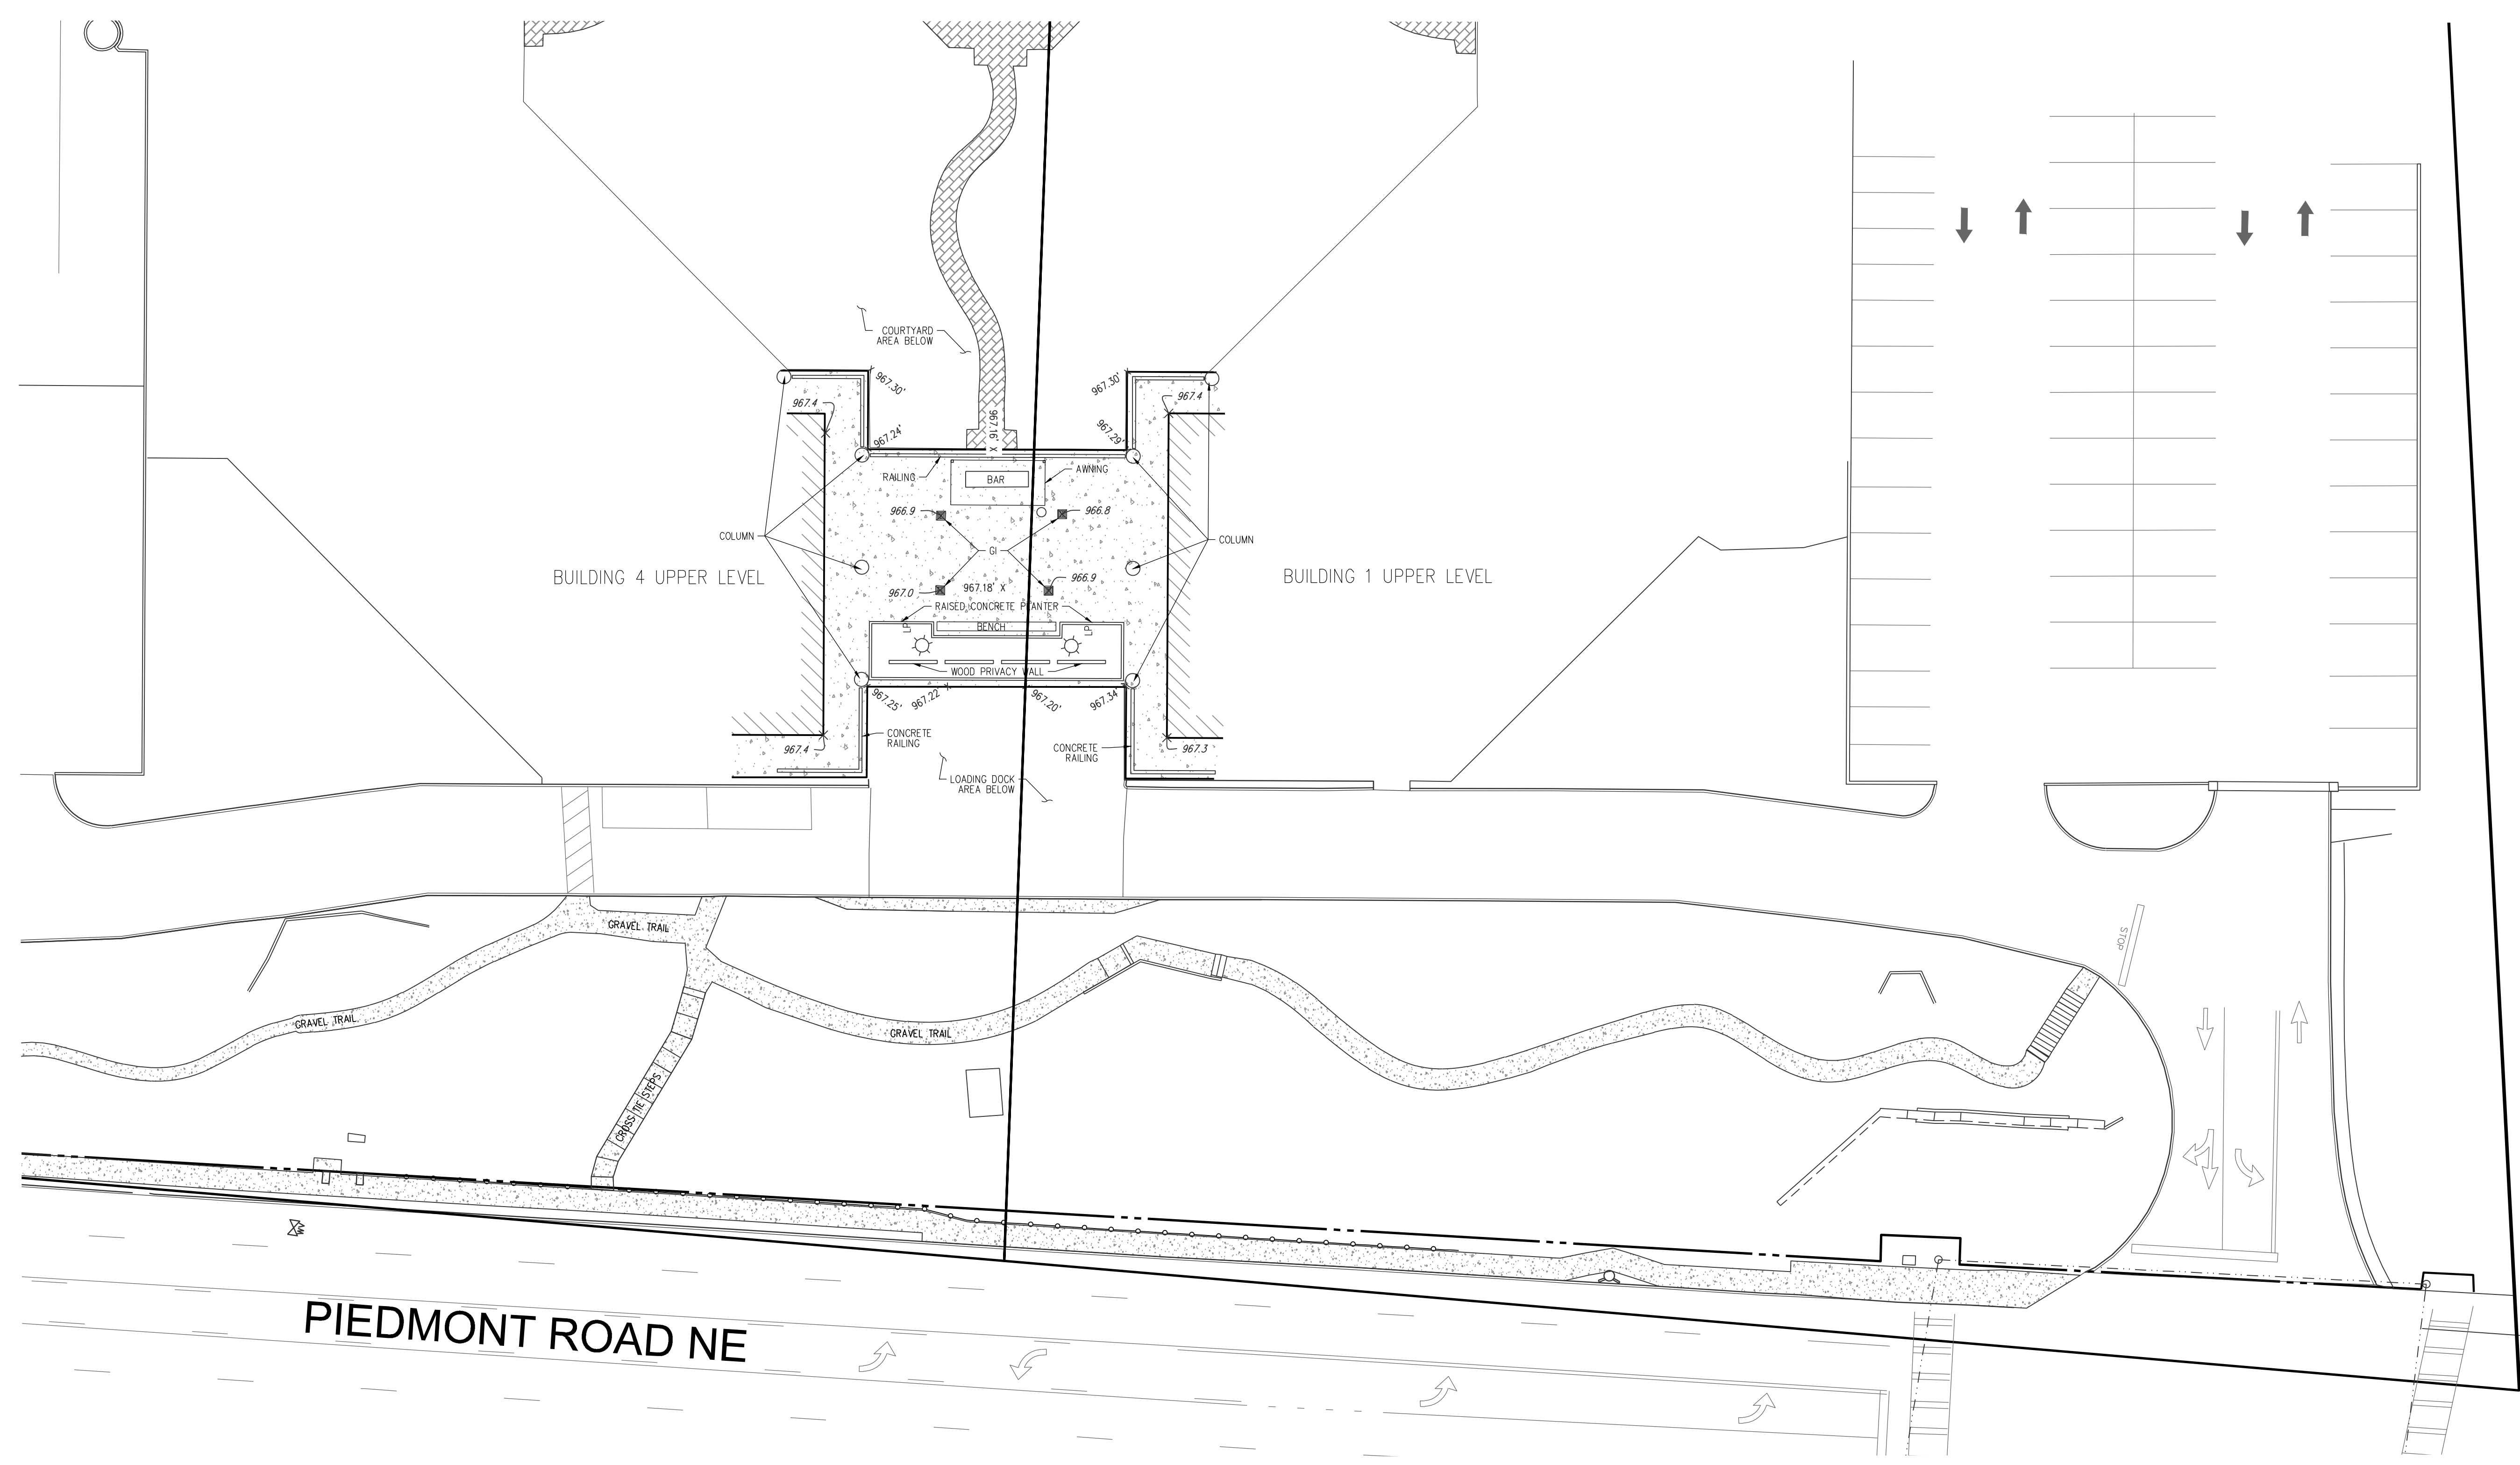 COURTYARD
AREA BELOW
967.30'
967.30'
967.4
967.4
967.24'
967.16' X
967.29'
RAILING
BAR
AWNING
966.9
966.8
COLUMN
GI
COLUMN
BUILDING 4 UPPER LEVEL
BUILDING 1 UPPER LEVEL
967.0
967.18' X
966.9
RAISED CONCRETE PLANTER
LP
BENCH
LP
WOOD PRIVACY WALL
967.25'
967.22' X
967.20'
967.34'
CONCRETE
RAILING
CONCRETE
RAILING
967.4
967.3
LOADING DOCK
AREA BELOW
GRAVEL TRAIL
STOP
GRAVEL TRAIL
GRAVEL TRAIL
CROSS TIE STEPS
PIEDMONT ROAD NE